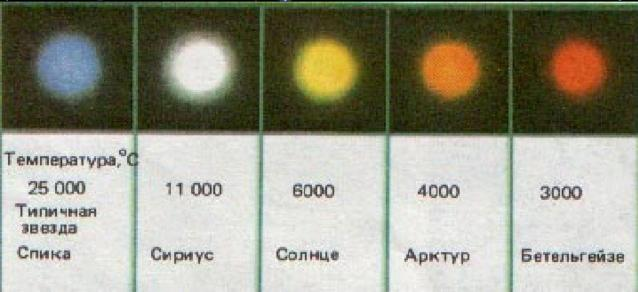 Температура,°С
25 000 11 000 6000 4000 3000
Типичная
звезда
Спика Сириус Солнце Арктур Бетельгейзе